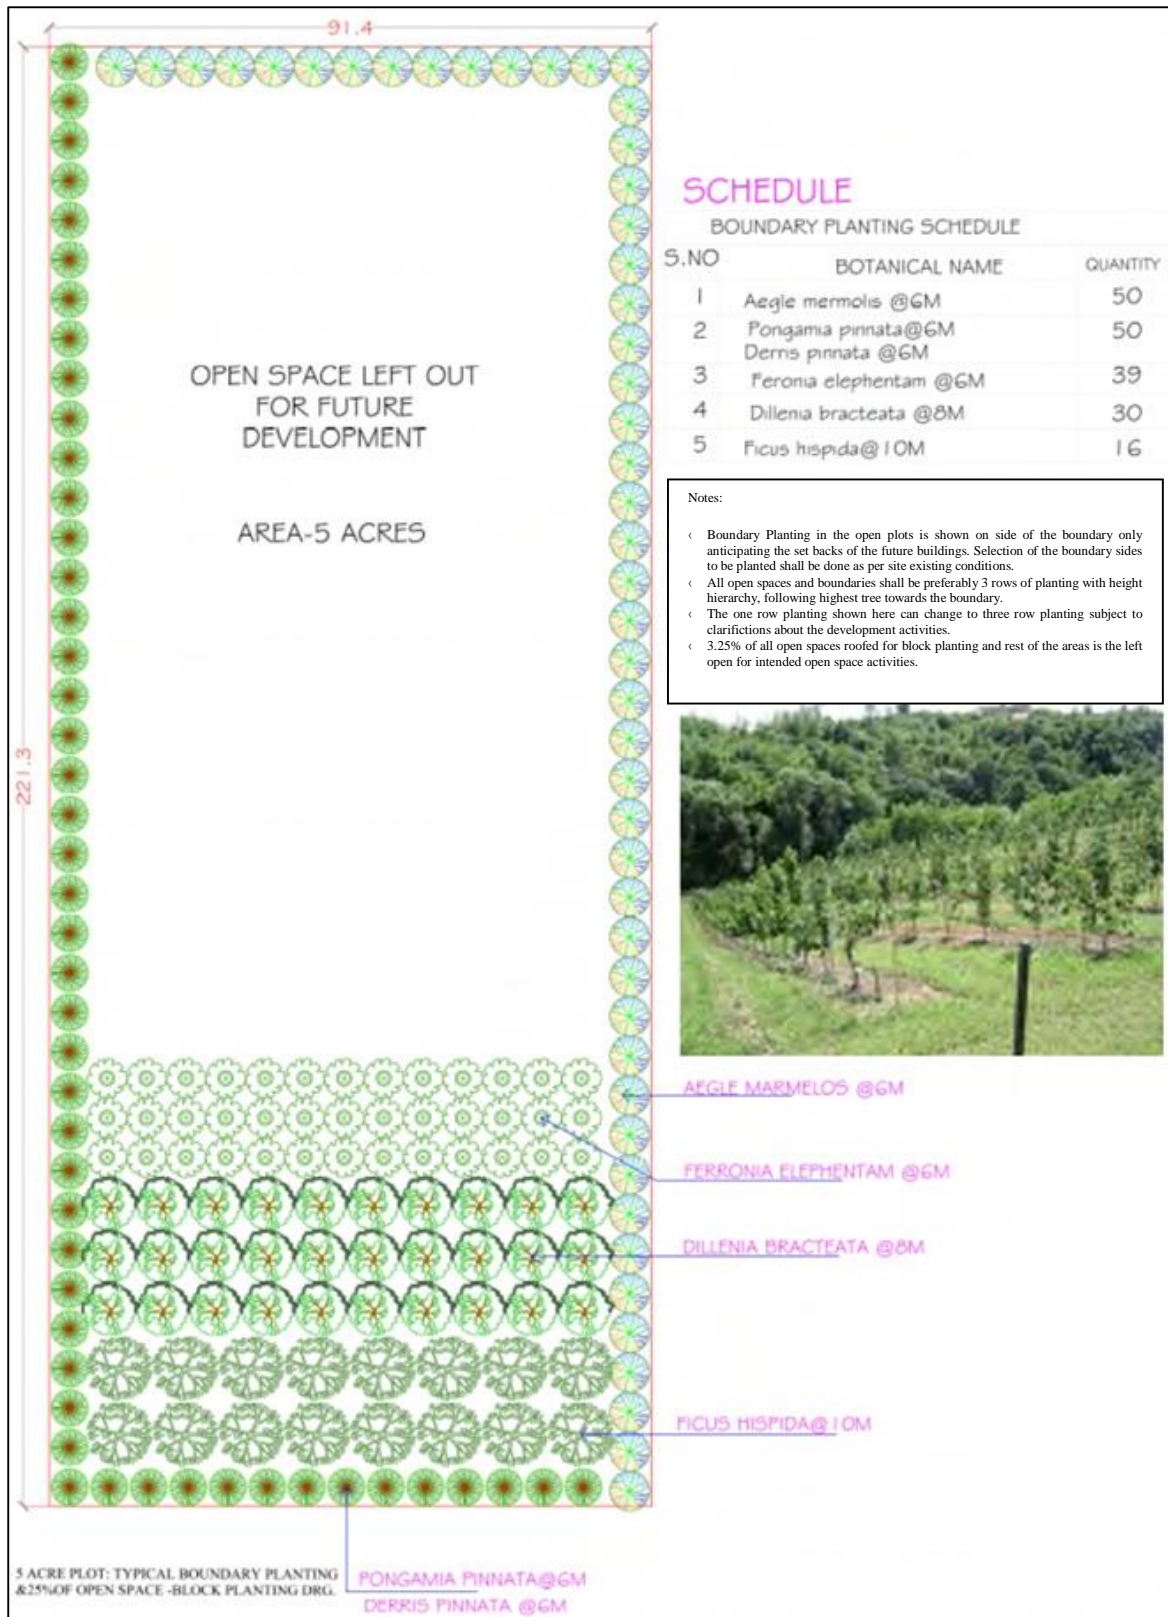 91.4
221.3
OPEN SPACE LEFT OUT
FOR FUTURE
DEVELOPMENT
AREA-5 ACRES
SCHEDULE
BOUNDARY PLANTING SCHEDULE
S.NO BOTANICAL NAME QUANTITY
1 Aegle mermolis @6M 50
2 Pongamia pinnata@6M 50
Derris pinnata @6M
3 Feronia elephentam @6M 39
4 Dillenia bracteata @8M 30
5 Ficus hispida@10M 16
Notes:
‹ Boundary Planting in the open plots is shown on side of the boundary only
anticipating the set backs of the future buildings. Selection of the boundary sides
to be planted shall be done as per site existing conditions.
‹ All open spaces and boundaries shall be preferably 3 rows of planting with height
hierarchy, following highest tree towards the boundary.
‹ The one row planting shown here can change to three row planting subject to
clarifictions about the development activities.
‹ 3.25% of all open spaces roofed for block planting and rest of the areas is the left
open for intended open space activities.
AEGLE MARMELOS @6M
FERRONIA ELEPHENTAM @6M
DILLENIA BRACTEATA @8M
FICUS HISPIDA@10M
PONGAMIA PINNATA@6M
DERRIS PINNATA @6M
5 ACRE PLOT: TYPICAL BOUNDARY PLANTING
&25%OF OPEN SPACE -BLOCK PLANTING DRG.